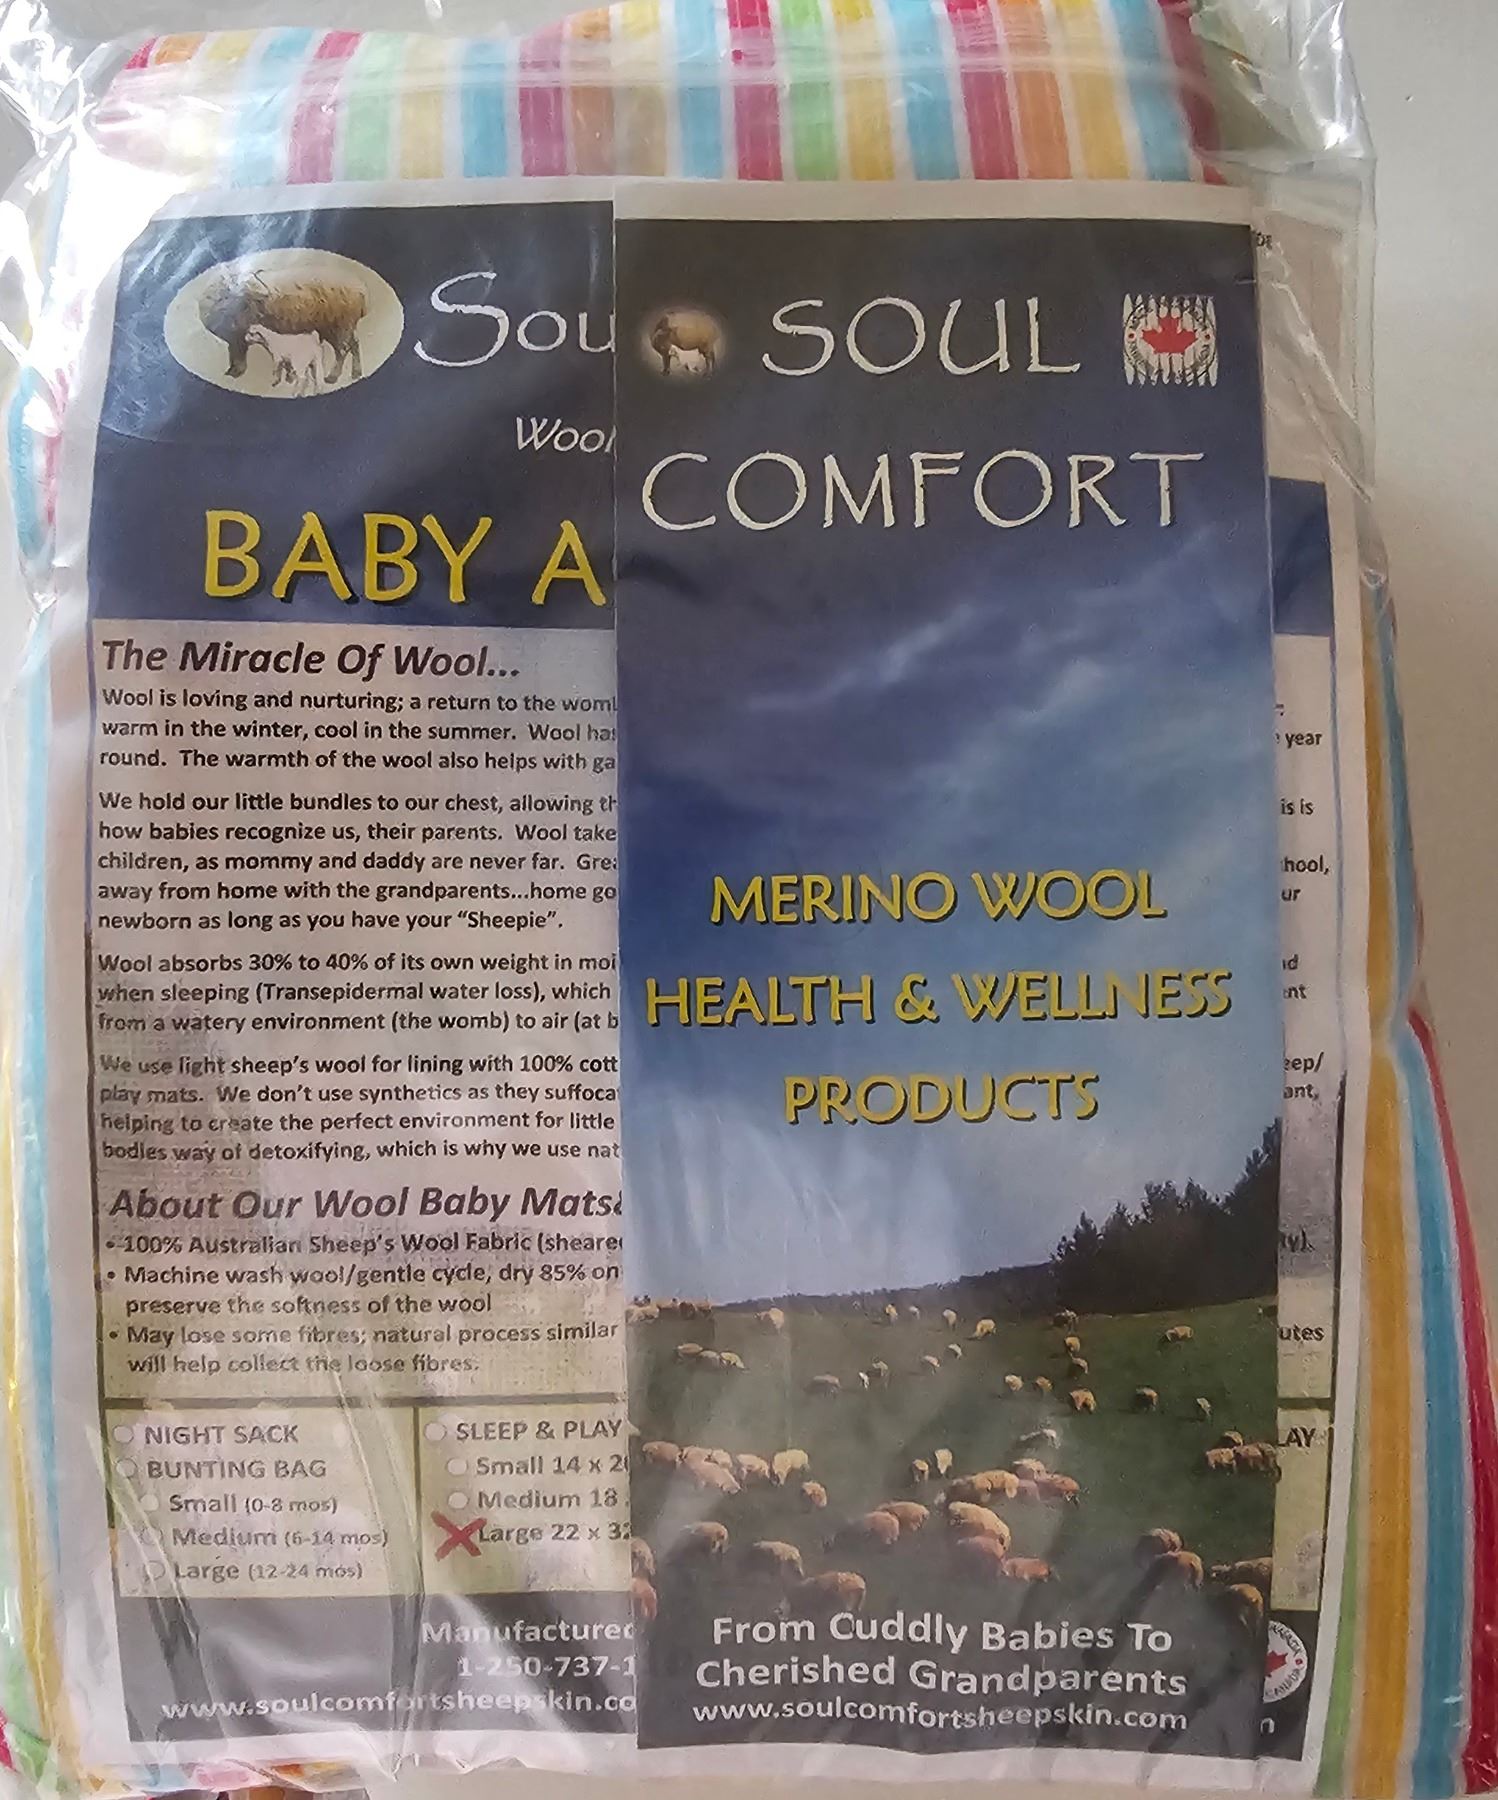 Sou
Wool
BABY A
The Miracle Of Wool...
Wool is loving and nurturing; a return to the
warm in the winter, cool in the summer. Wool
round. The warmth of the wool also helps with
We hold our little bundles to our chest, allowing
how babies recognize us, their parents. Wool take
children, as mommy and daddy are never far.
away from home with the grandparents...home go
newborn as long as you have your "Sheepie".
Wool absorbs 30% to 40% of its own weight in
when sleeping (Transepidermal water loss), which
from a watery environment (the womb) to air (at b
We use light sheep's wool for lining with 100% cott
play mats. We don't use synthetics as they suffoca
helping to create the perfect environment for little
bodies way of detoxifying, which is why we use nat
About Our Wool Baby Mats
• 100% Australian Sheep's Wool Fabric (sheare
• Machine wash wool/gentle cycle, dry 85% on
preserve the softness of the wool
• May lose some fibres; natural process similar
will help collect the loose fibres.
NIGHT SACK
BUNTING BAG
Small (0-8 mos)
Medium (6-14 mos)
Large (12-24 mos)
SLEEP & PLAY
Small 14 x 2
Medium 18
Large 22 x 32
Manufactured
1-250-737-1
www.soulcomfortsheepskin.co
SOUL
COMFORT
MERINO WOOL
HEALTH & WELLNESS
PRODUCTS
From Cuddly Babies To
Cherished Grandparents
www.soulcomfortsheepskin.com
year
is is
hool,
ur
nt
eep/
ant,
utes
LAY